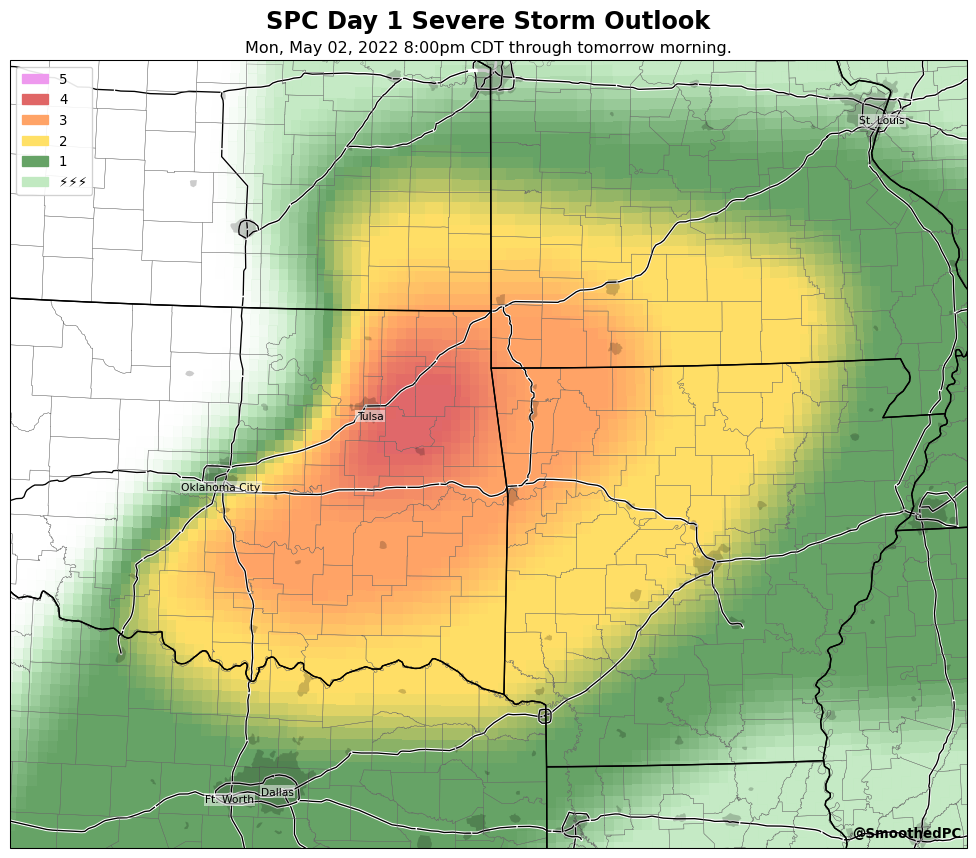 SPC Day 1 Severe Storm Outlook
Mon, May 02, 2022 8:00pm CDT through tomorrow morning.
5
4
3
2
1
⚡⚡⚡
St. Louis
Tulsa
Oklahoma City
Dallas
Ft. Worth
@SmoothedPC